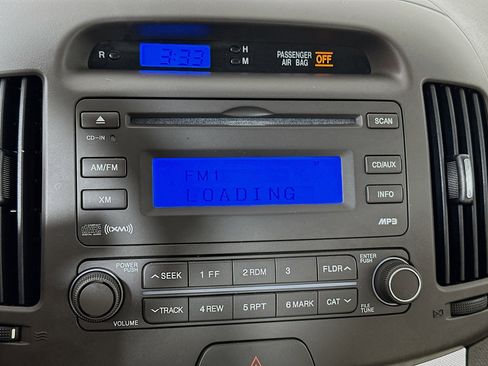 R 3:33 H
M
PASSENGER
AIR BAG OFF
CD-IN
SCAN
AM/FM
FM1
LOADING
CD/AUX
XM
INFO
XM
MP3
POWER
PUSH
VOLUME
SEEK 1 FF 2 RDM 3 FLDR
TRACK 4 REW 5 RPT 6 MARK CAT
ENTER
PUSH
FILE
TUNE